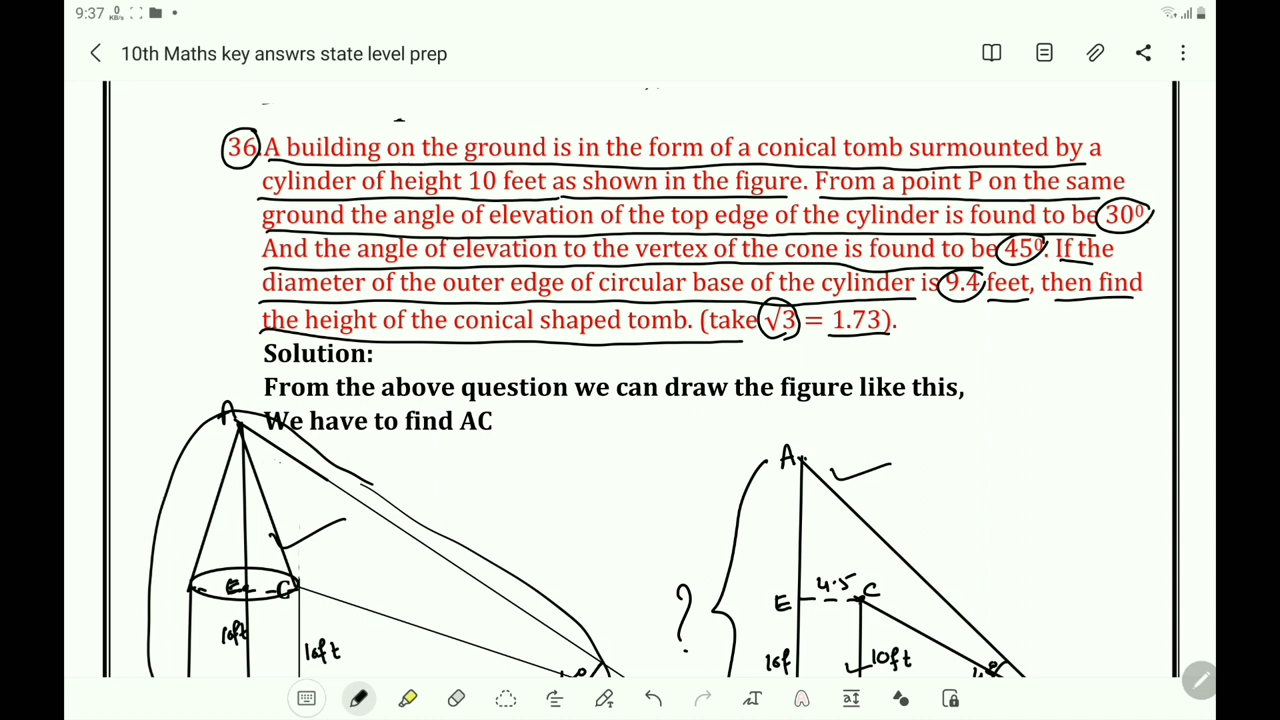 9:37 0 KB/s
10th Maths key answrs state level prep
36.A building on the ground is in the form of a conical tomb surmounted by a
cylinder of height 10 feet as shown in the figure. From a point P on the same
ground the angle of elevation of the top edge of the cylinder is found to be 30⁰
And the angle of elevation to the vertex of the cone is found to be 45⁰. If the
diameter of the outer edge of circular base of the cylinder is 9.4 feet, then find
the height of the conical shaped tomb. (take √3 = 1.73).
Solution:
From the above question we can draw the figure like this,
We have to find AC
A
A
E C
4.5
E C
?
10ft
10ft
10f
10ft